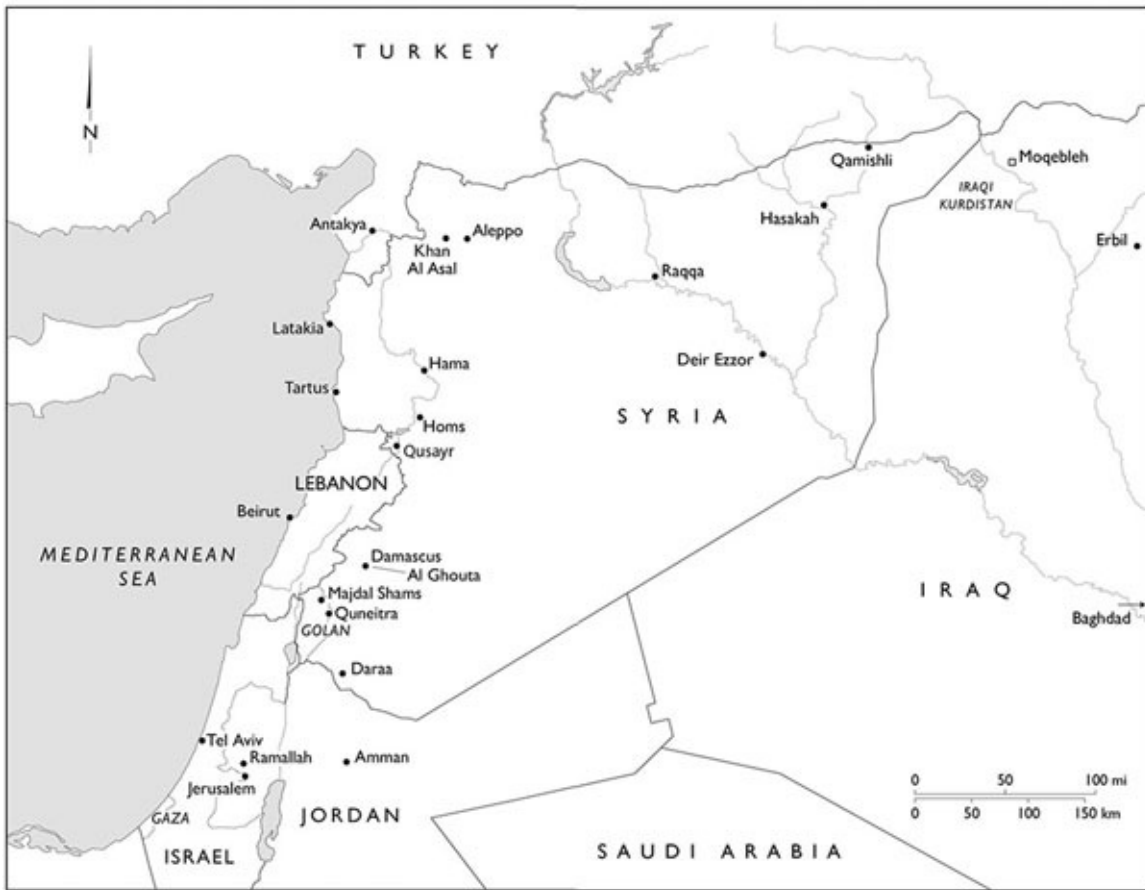 TURKEY
N
Qamishli
Moqebleh
IRAQI
KURDISTAN
Hasakah
Antakya
Khan
Al Asal
Aleppo
Erbil
Raqqa
Latakia
Deir Ezzor
Hama
Tartus
SYRIA
Homs
Qusayr
LEBANON
Beirut
MEDITERRANEAN
SEA
Damascus
Al Ghouta
Majdal Shams
Quneitra
GOLAN
IRAQ
Baghdad
Daraa
Tel Aviv
Ramallah
Amman
Jerusalem
0 50 100 mi
0 50 100 150 km
GAZA
JORDAN
ISRAEL
SAUDI ARABIA